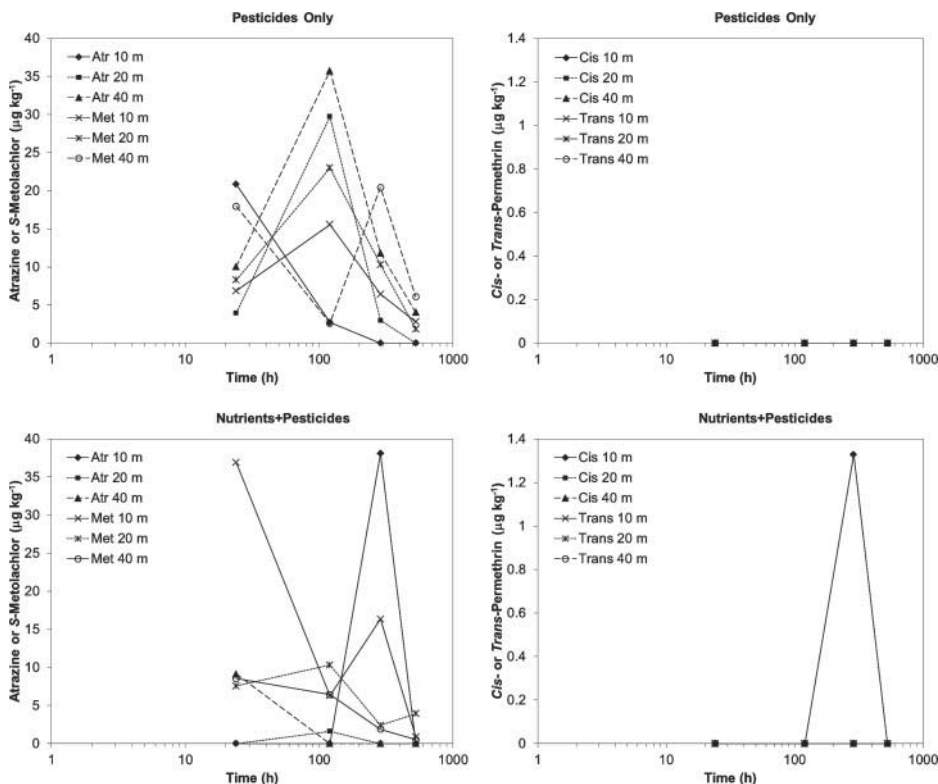 Pesticides Only
Atrazine or S-Metolachlor (µg kg⁻¹)
40
35
30
25
20
15
10
5
0
Atr 10 m
Atr 20 m
Atr 40 m
Met 10 m
Met 20 m
Met 40 m
1
10
100
1000
Time (h)
Pesticides Only
Cis- or Trans-Permethrin (µg kg⁻¹)
1.4
1.2
1
0.8
0.6
0.4
0.2
0
Cis 10 m
Cis 20 m
Cis 40 m
Trans 10 m
Trans 20 m
Trans 40 m
1
10
100
1000
Time (h)
Nutrients+Pesticides
Atrazine or S-Metolachlor (µg kg⁻¹)
40
35
30
25
20
15
10
5
0
Atr 10 m
Atr 20 m
Atr 40 m
Met 10 m
Met 20 m
Met 40 m
1
10
100
1000
Time (h)
Nutrients+Pesticides
Cis- or Trans-Permethrin (µg kg⁻¹)
1.4
1.2
1
0.8
0.6
0.4
0.2
0
Cis 10 m
Cis 20 m
Cis 40 m
Trans 10 m
Trans 20 m
Trans 40 m
1
10
100
1000
Time (h)